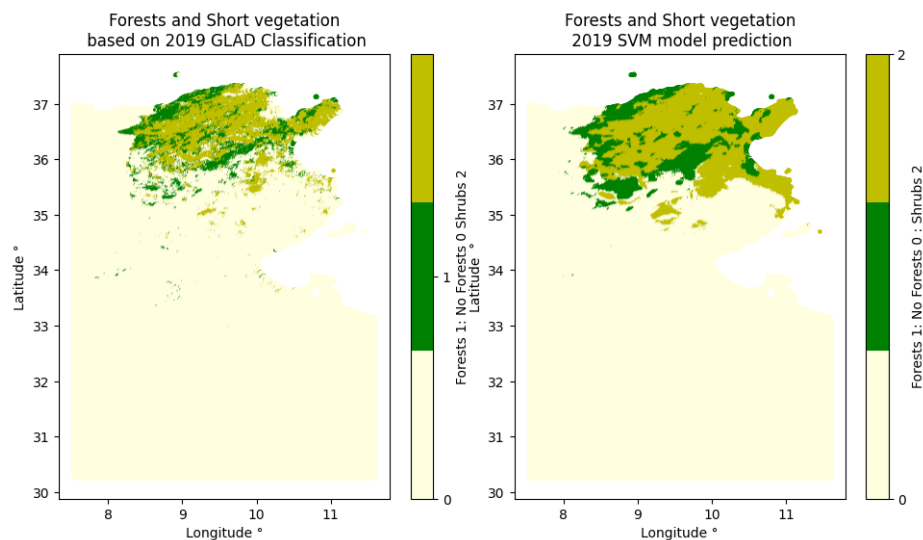 Forests and Short vegetation
based on 2019 GLAD Classification
37
36
35
34
33
32
31
30
8
9
10
11
Latitude °
Longitude °
1
0
Forests 1: No Forests 0 Shrubs 2
Forests and Short vegetation
2019 SVM model prediction
37
36
35
34
33
32
31
30
8
9
10
11
Latitude °
Longitude °
2
1
0
Forests 1: No Forests 0 : Shrubs 2